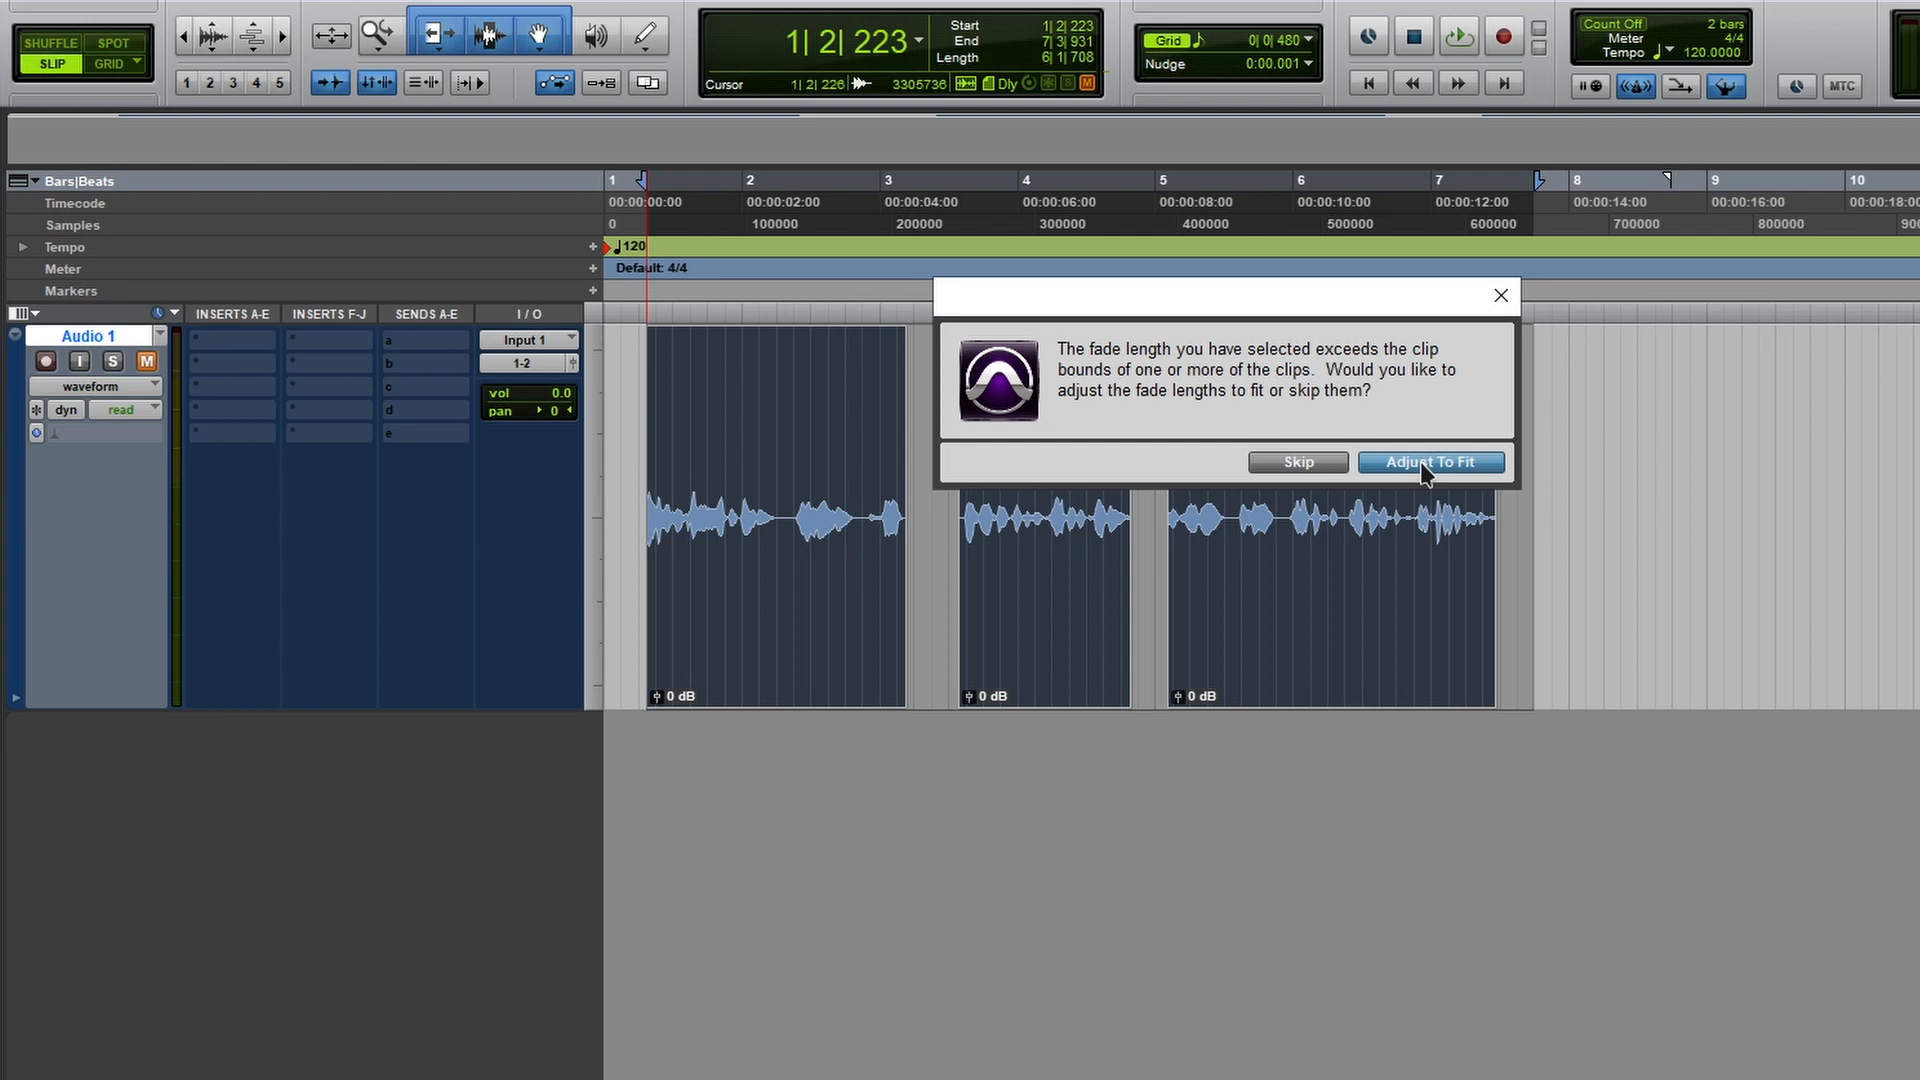 SHUFFLE SPOT
SLIP GRID
1 2 3 4 5
1| 2| 223
Start 1| 2| 223
End 7| 3| 931
Length 6| 1| 708
Cursor 1| 2| 226 3305736 Dly S M
Grid 0| 0| 480
Nudge 0:00.001
Count Off 2 bars
Meter 4/4
Tempo 120.0000
MTC
Bars|Beats 1 2 3 4 5 6 7 8 9 10
Timecode 00:00:00:00 00:00:02:00 00:00:04:00 00:00:06:00 00:00:08:00 00:00:10:00 00:00:12:00 00:00:14:00 00:00:16:00 00:00:18:00
Samples 0 100000 200000 300000 400000 500000 600000 700000 800000 900
Tempo + 120
Meter + Default: 4/4
Markers +
INSERTS A-E INSERTS F-J SENDS A-E I / O
Audio 1
I S M
waveform
dyn read
a
b
c
d
e
Input 1
1-2
vol 0.0
pan 0
The fade length you have selected exceeds the clip
bounds of one or more of the clips. Would you like to
adjust the fade lengths to fit or skip them?
Skip Adjust To Fit
0 dB 0 dB 0 dB